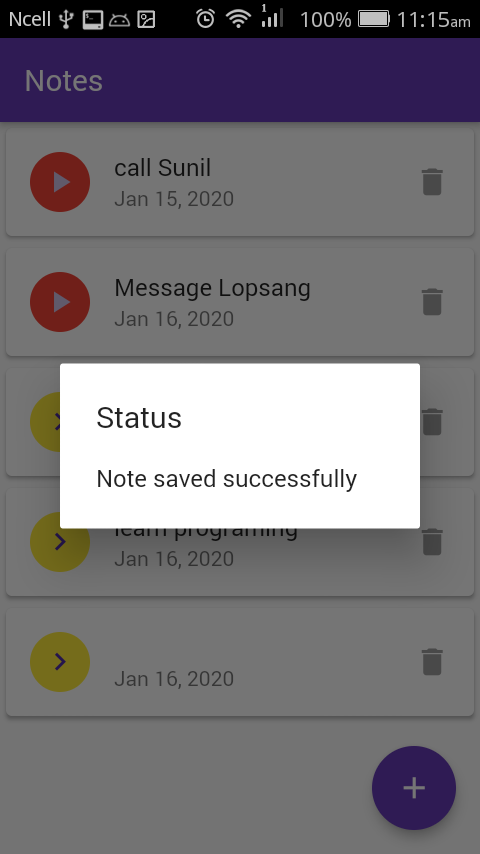 Ncell 1 100% 11:15am
Notes
call Sunil
Jan 15, 2020
Message Lopsang
Jan 16, 2020
Status
Note saved successfully
learn programing
Jan 16, 2020
Jan 16, 2020